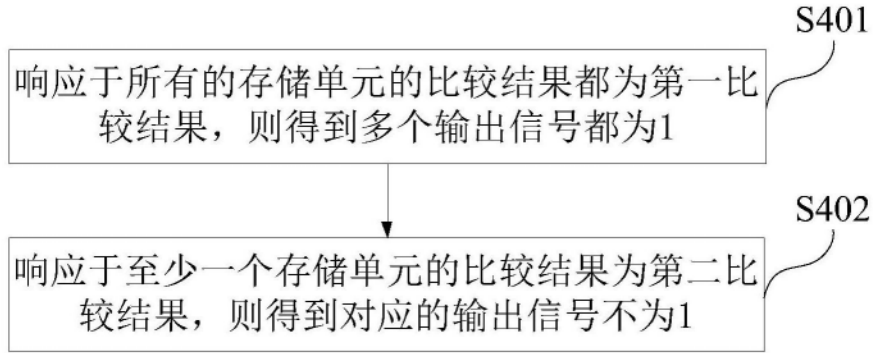 S401
响应于所有的存储单元的比较结果都为第一比
较结果，则得到多个输出信号都为1
S402
响应于至少一个存储单元的比较结果为第二比
较结果，则得到对应的输出信号不为1